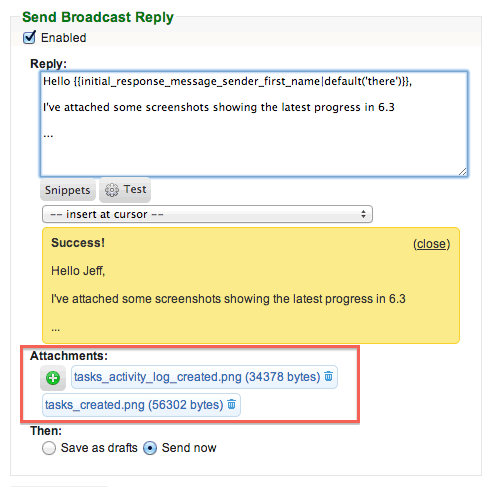 Send Broadcast Reply
Enabled
Reply:
Hello {{initial_response_message_sender_first_name|default('there')}},
I've attached some screenshots showing the latest progress in 6.3
...
Snippets Test
-- insert at cursor --
Success! (close)
Hello Jeff,
I've attached some screenshots showing the latest progress in 6.3
...
Attachments:
tasks_activity_log_created.png (34378 bytes)
tasks_created.png (56302 bytes)
Then:
Save as drafts Send now